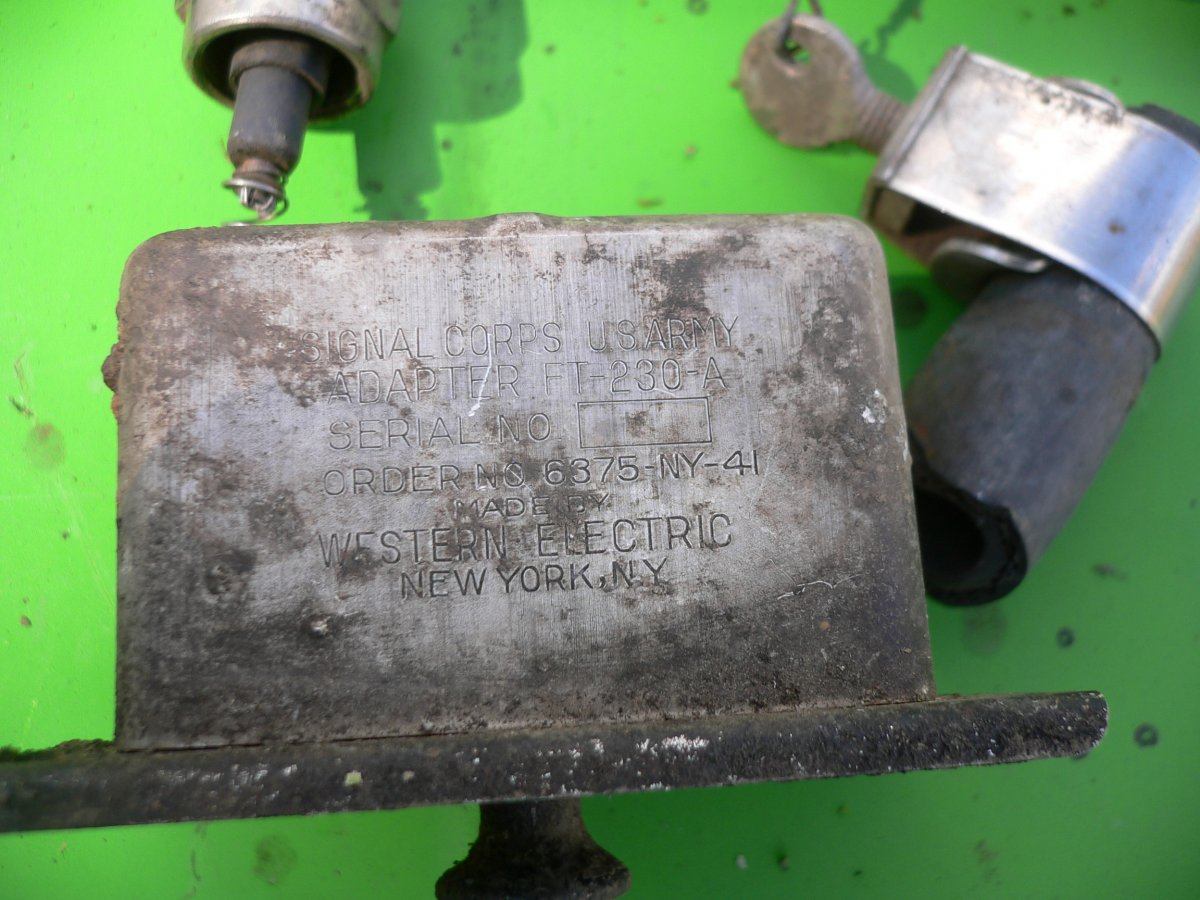 SIGNAL CORPS U.S. ARMY
ADAPTER FT-230-A
SERIAL NO
ORDER NO 6375-NY-41
MADE BY
WESTERN ELECTRIC
NEW YORK, N.Y